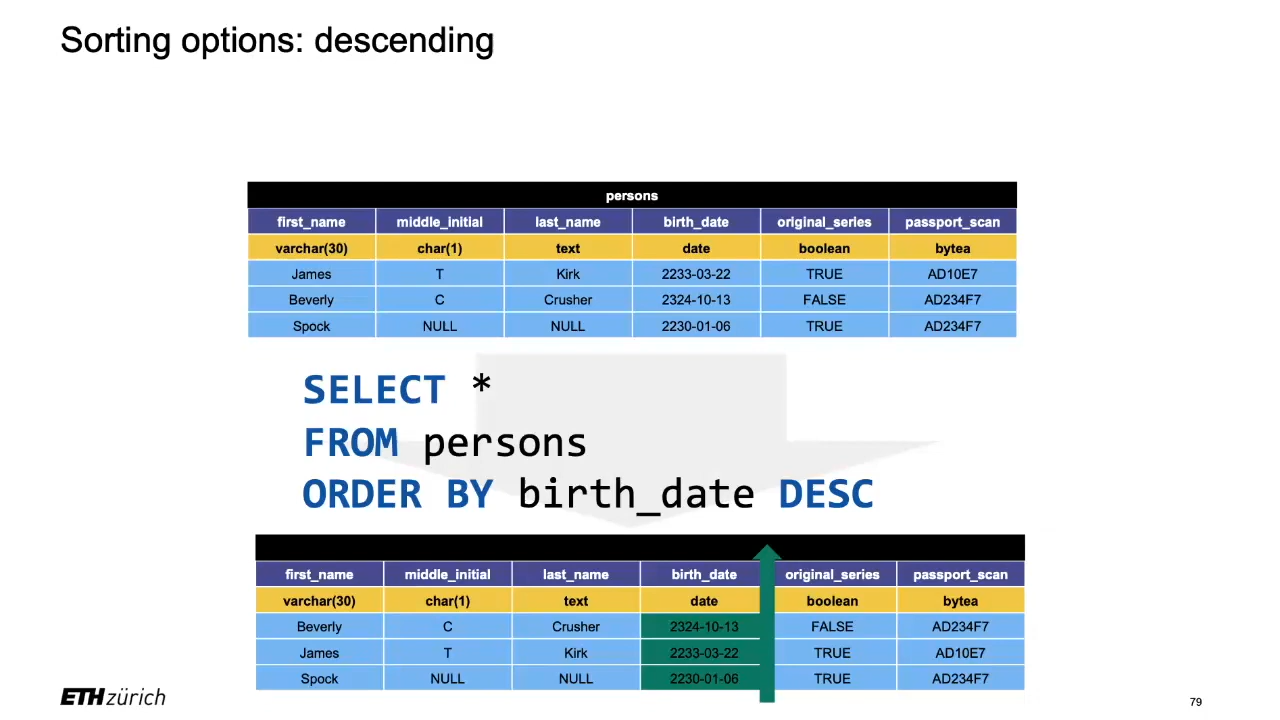 Sorting options: descending
persons
first_name middle_initial last_name birth_date original_series passport_scan
varchar(30) char(1) text date boolean bytea
James T Kirk 2233-03-22 TRUE AD10E7
Beverly C Crusher 2324-10-13 FALSE AD234F7
Spock NULL NULL 2230-01-06 TRUE AD234F7
SELECT *
FROM persons
ORDER BY birth_date DESC
first_name middle_initial last_name birth_date original_series passport_scan
varchar(30) char(1) text date boolean bytea
Beverly C Crusher 2324-10-13 FALSE AD234F7
James T Kirk 2233-03-22 TRUE AD10E7
Spock NULL NULL 2230-01-06 TRUE AD234F7
ETH zürich
79